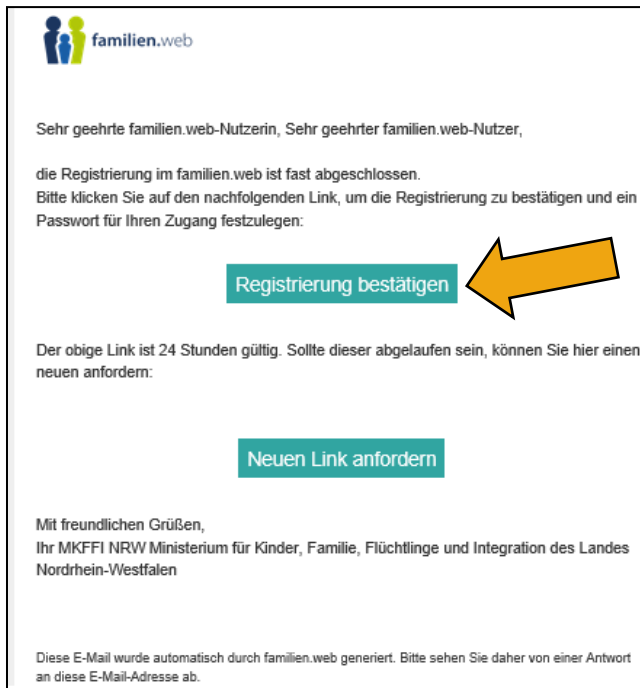 familien.web
Sehr geehrte familien.web-Nutzerin, Sehr geehrter familien.web-Nutzer,
die Registrierung im familien.web ist fast abgeschlossen.
Bitte klicken Sie auf den nachfolgenden Link, um die Registrierung zu bestätigen und ein
Passwort für Ihren Zugang festzulegen:
Registrierung bestätigen
Der obige Link ist 24 Stunden gültig. Sollte dieser abgelaufen sein, können Sie hier einen
neuen anfordern:
Neuen Link anfordern
Mit freundlichen Grüßen,
Ihr MKFFI NRW Ministerium für Kinder, Familie, Flüchtlinge und Integration des Landes
Nordrhein-Westfalen
Diese E-Mail wurde automatisch durch familien.web generiert. Bitte sehen Sie daher von einer Antwort
an diese E-Mail-Adresse ab.